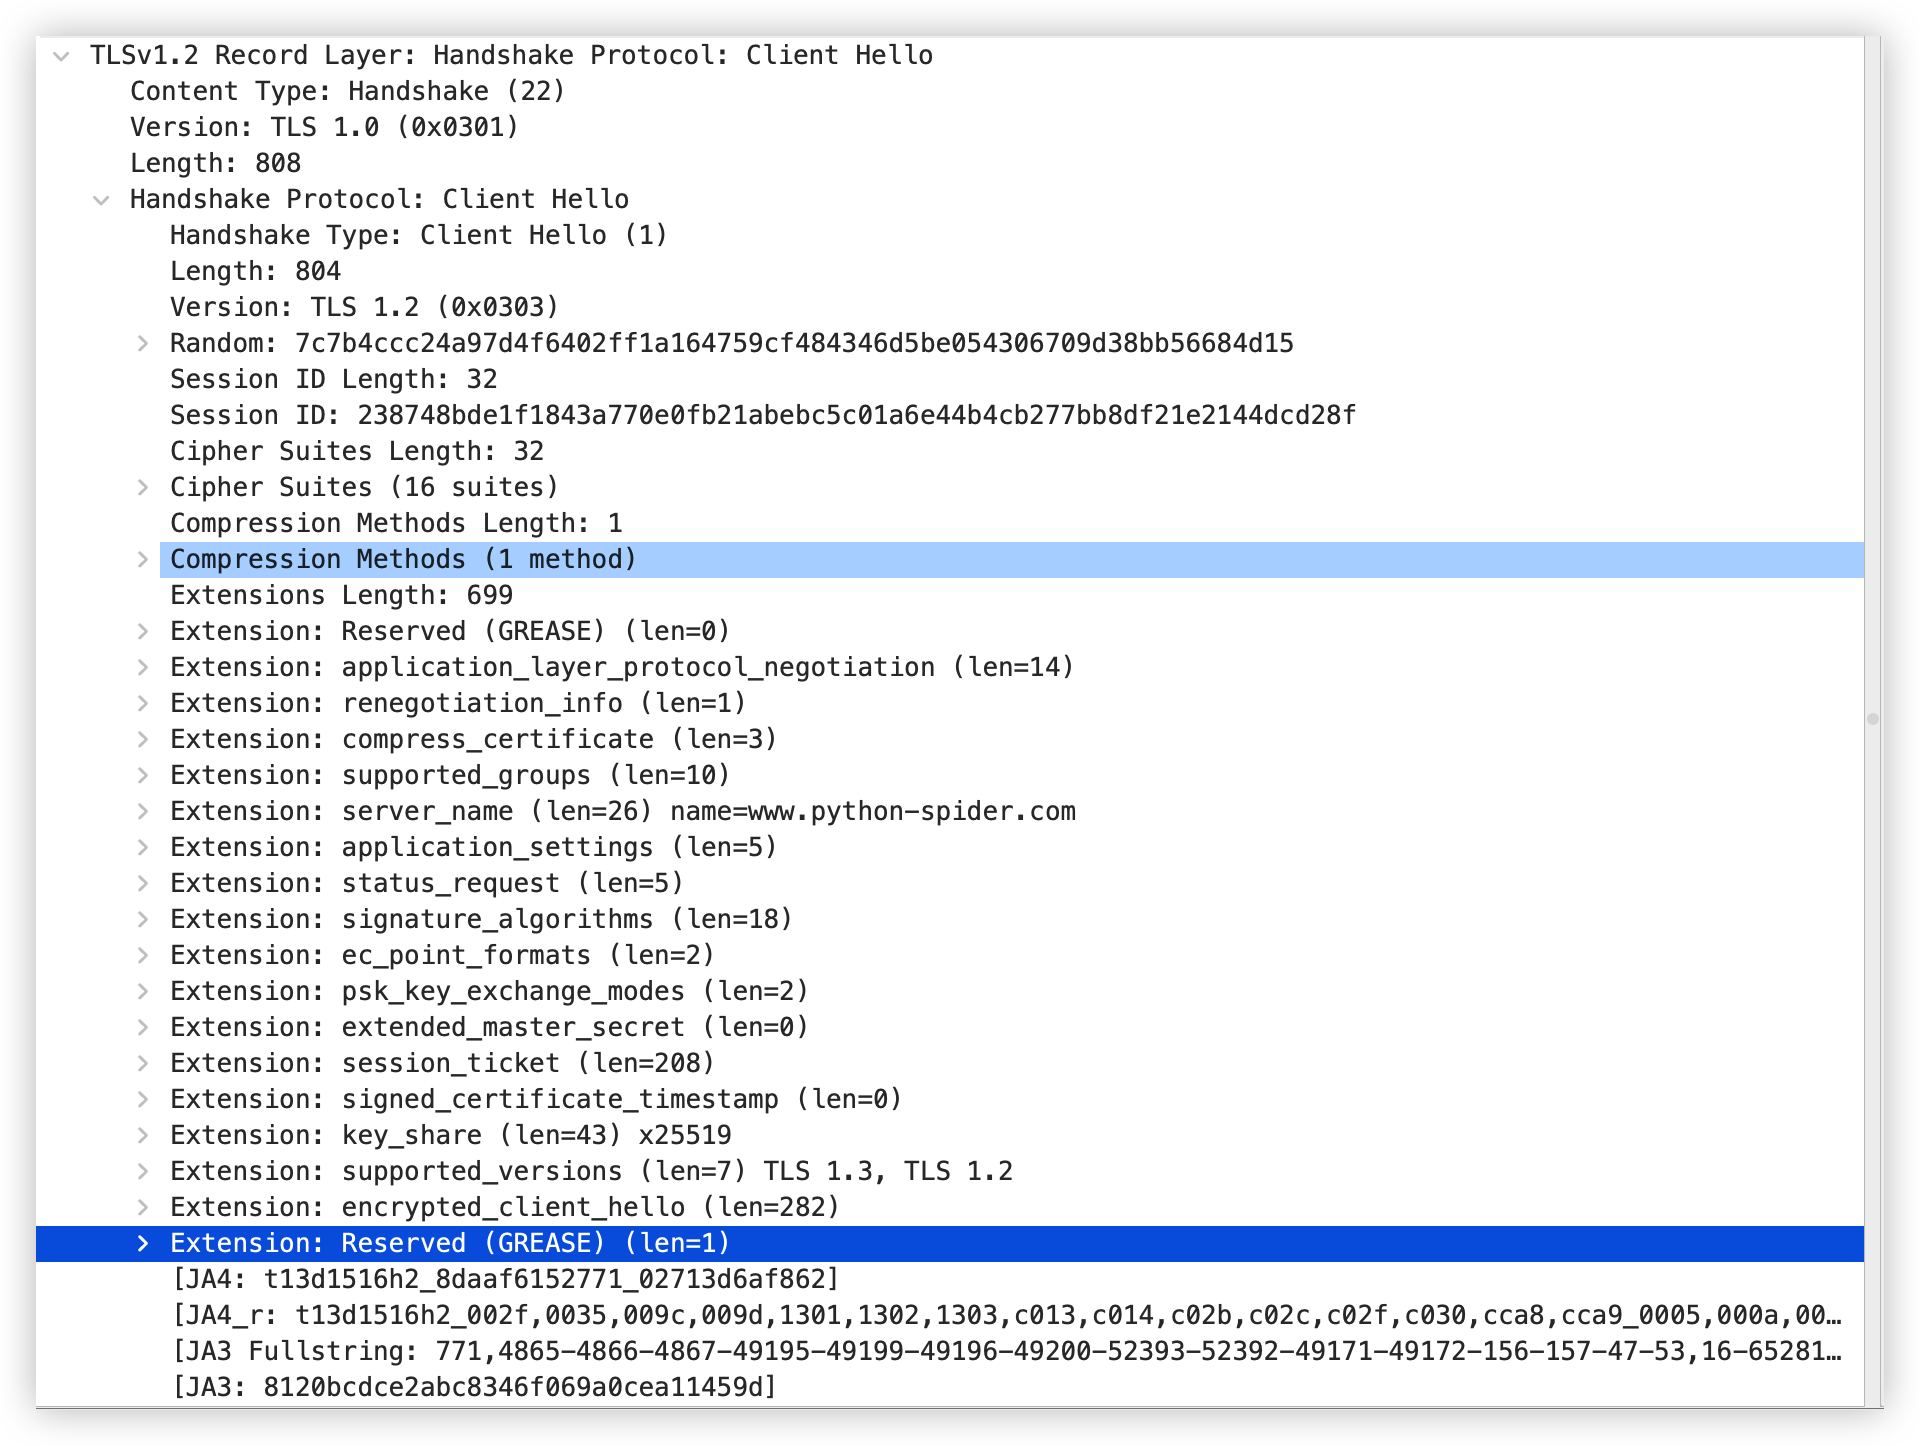 TLSv1.2 Record Layer: Handshake Protocol: Client Hello
Content Type: Handshake (22)
Version: TLS 1.0 (0x0301)
Length: 808
Handshake Protocol: Client Hello
Handshake Type: Client Hello (1)
Length: 804
Version: TLS 1.2 (0x0303)
Random: 7c7b4ccc24a97d4f6402ff1a164759cf484346d5be054306709d38bb56684d15
Session ID Length: 32
Session ID: 238748bde1f1843a770e0fb21abebc5c01a6e44b4cb277bb8df21e2144dcd28f
Cipher Suites Length: 32
Cipher Suites (16 suites)
Compression Methods Length: 1
Compression Methods (1 method)
Extensions Length: 699
Extension: Reserved (GREASE) (len=0)
Extension: application_layer_protocol_negotiation (len=14)
Extension: renegotiation_info (len=1)
Extension: compress_certificate (len=3)
Extension: supported_groups (len=10)
Extension: server_name (len=26) name=www.python-spider.com
Extension: application_settings (len=5)
Extension: status_request (len=5)
Extension: signature_algorithms (len=18)
Extension: ec_point_formats (len=2)
Extension: psk_key_exchange_modes (len=2)
Extension: extended_master_secret (len=0)
Extension: session_ticket (len=208)
Extension: signed_certificate_timestamp (len=0)
Extension: key_share (len=43) x25519
Extension: supported_versions (len=7) TLS 1.3, TLS 1.2
Extension: encrypted_client_hello (len=282)
Extension: Reserved (GREASE) (len=1)
[JA4: t13d1516h2_8daaf6152771_02713d6af862]
[JA4_r: t13d1516h2_002f,0035,009c,009d,1301,1302,1303,c013,c014,c02b,c02c,c02f,c030,cca8,cca9_0005,000a,00…
[JA3 Fullstring: 771,4865-4866-4867-49195-49199-49196-49200-52393-52392-49171-49172-156-157-47-53,16-65281…
[JA3: 8120bcdce2abc8346f069a0cea11459d]